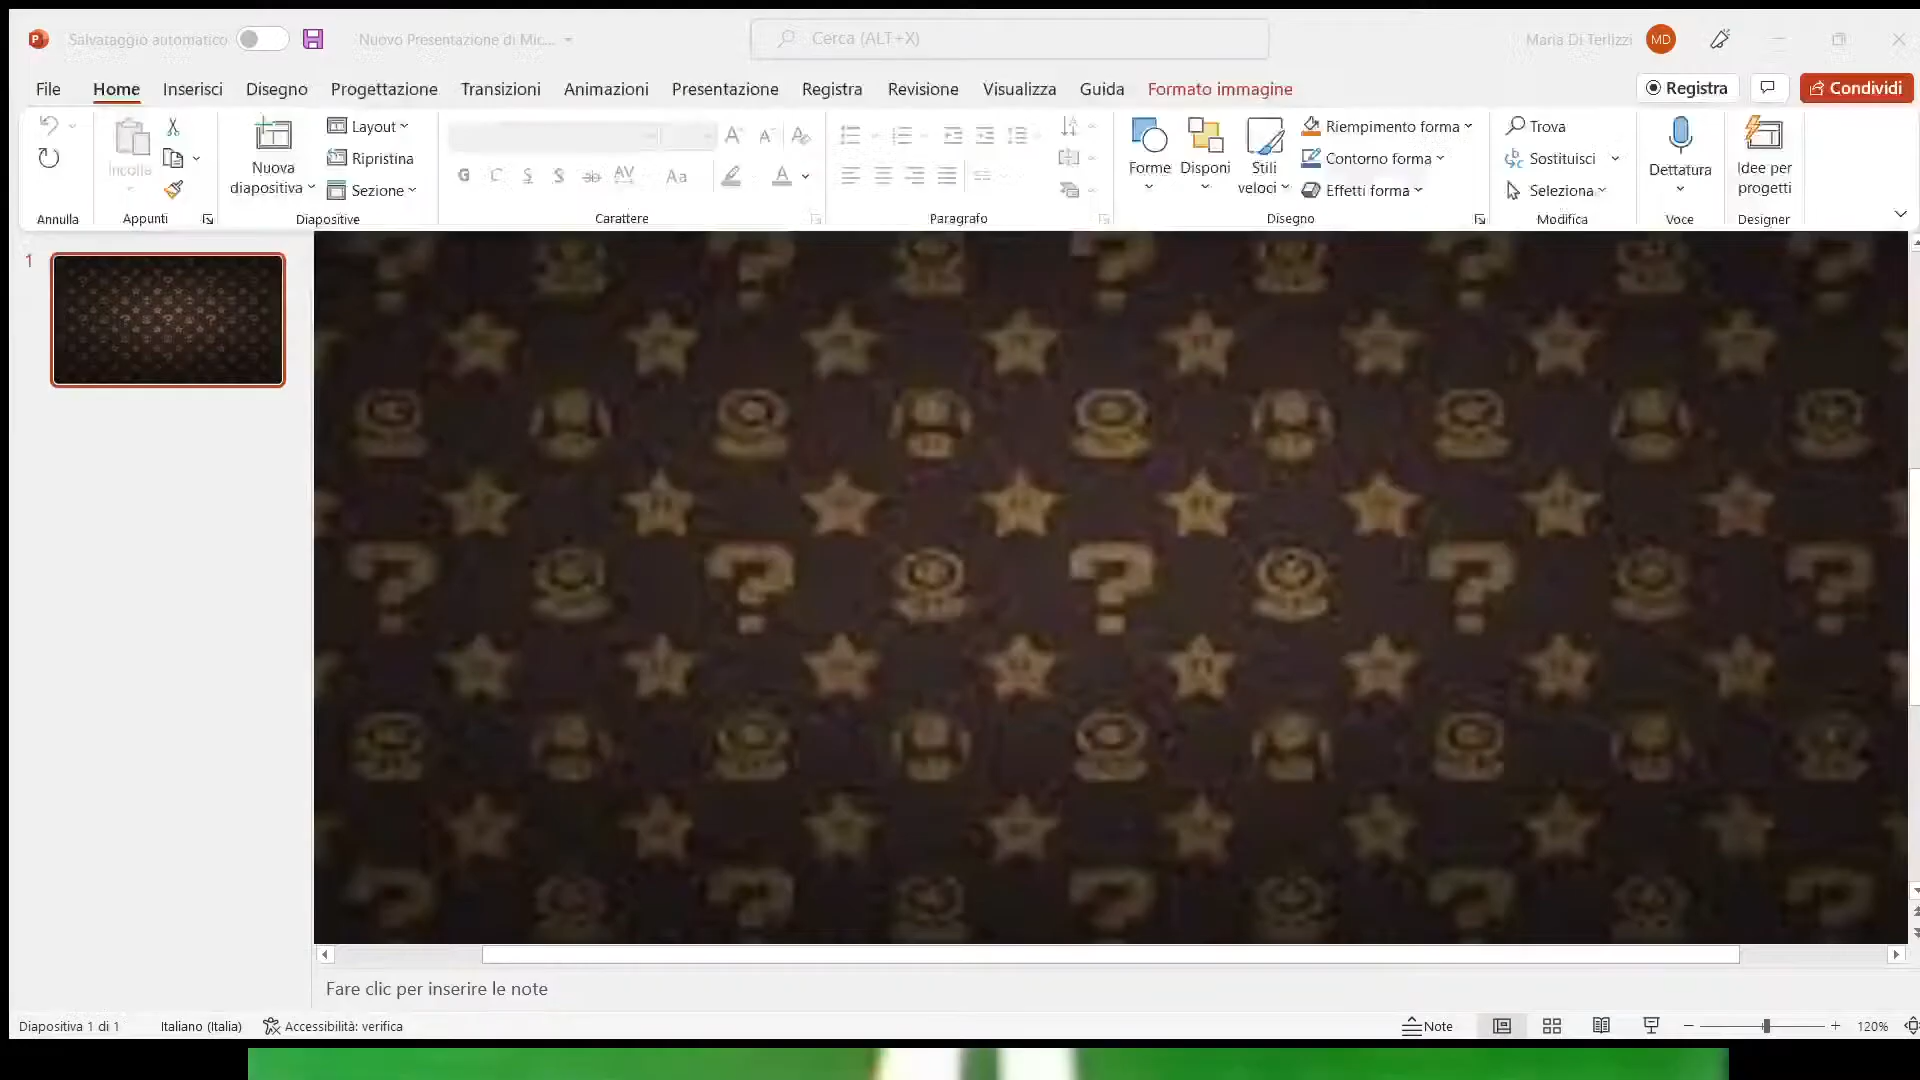 Salvataggio automatico
Nuovo Presentazione di Mic...
Cerca (ALT+X)
Maria Di Terlizzi
MD
File
Home
Inserisci
Disegno
Progettazione
Transizioni
Animazioni
Presentazione
Registra
Revisione
Visualizza
Guida
Formato immagine
Registra
Condividi
Incolla
Nuova
diapositiva
Layout
Ripristina
Sezione
G
C
S
S
ab
AV
Aa
A
Forme
Disponi
Stili
veloci
Riempimento forma
Contorno forma
Effetti forma
Trova
Sostituisci
Seleziona
Dettatura
Idee per
progetti
Annulla
Appunti
Diapositive
Carattere
Paragrafo
Disegno
Modifica
Voce
Designer
1
Fare clic per inserire le note
Diapositiva 1 di 1
Italiano (Italia)
Accessibilità: verifica
Note
120%